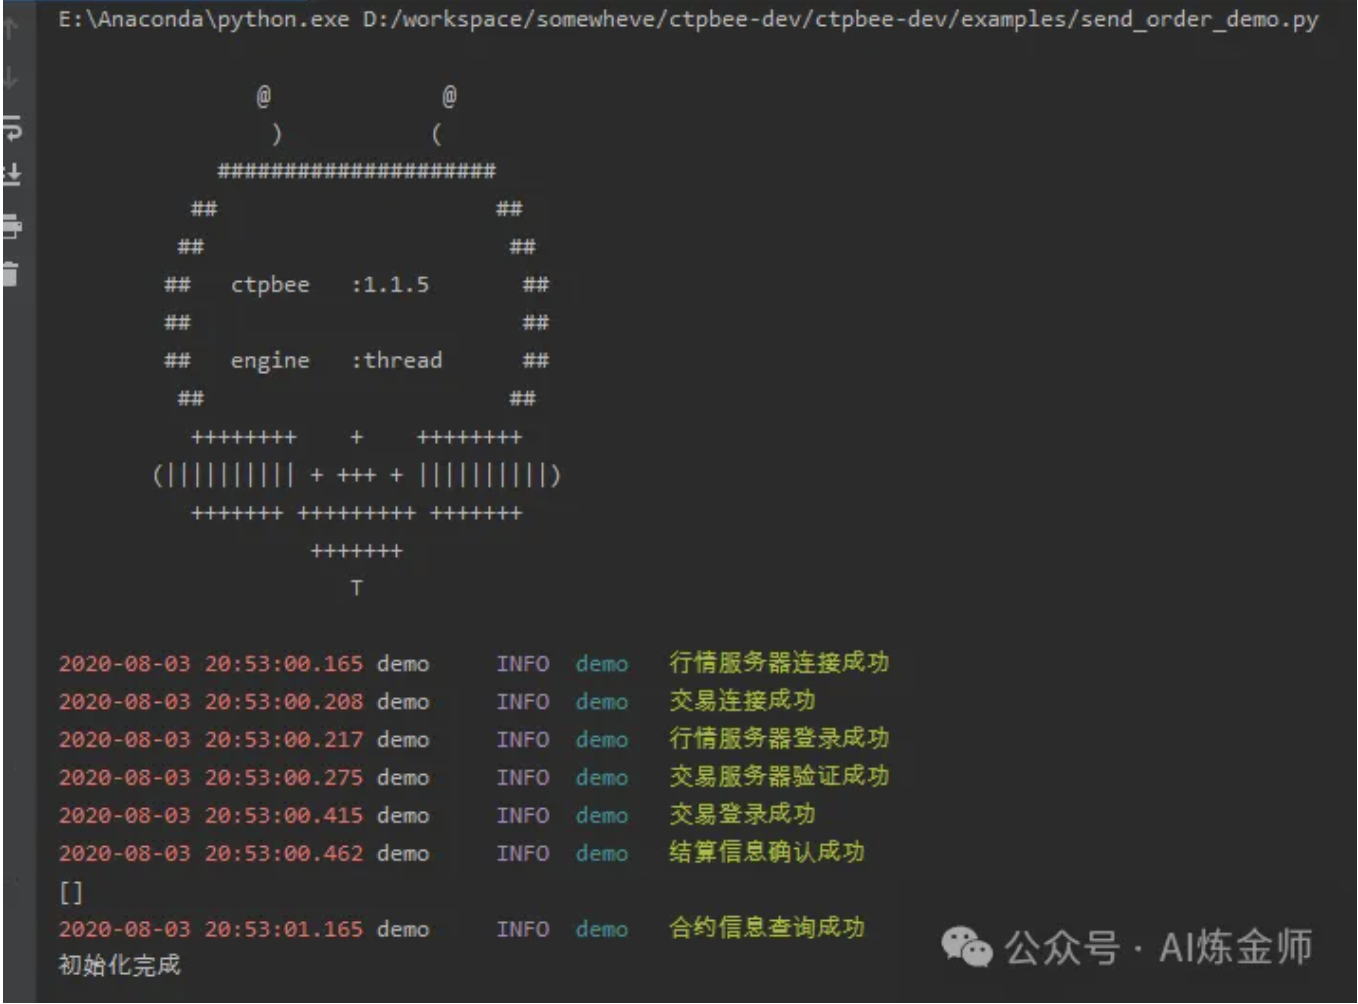 E:\Anaconda\python.exe D:/workspace/somewheve/ctpbee-dev/ctpbee-dev/examples/send_order_demo.py
@             @
)           (
#####################
##                     ##
##                       ##
##   ctpbee   :1.1.5       ##
##                         ##
##   engine   :thread      ##
##                       ##
++++++++    +    ++++++++
(|||||||||| + +++ + ||||||||||)
+++++++ +++++++++ +++++++
+++++++
T
2020-08-03 20:53:00.165 demo     INFO  demo   行情服务器连接成功
2020-08-03 20:53:00.208 demo     INFO  demo   交易连接成功
2020-08-03 20:53:00.217 demo     INFO  demo   行情服务器登录成功
2020-08-03 20:53:00.275 demo     INFO  demo   交易服务器验证成功
2020-08-03 20:53:00.415 demo     INFO  demo   交易登录成功
2020-08-03 20:53:00.462 demo     INFO  demo   结算信息确认成功
[]
2020-08-03 20:53:01.165 demo     INFO  demo   合约信息查询成功
初始化完成
公众号 · AI炼金师